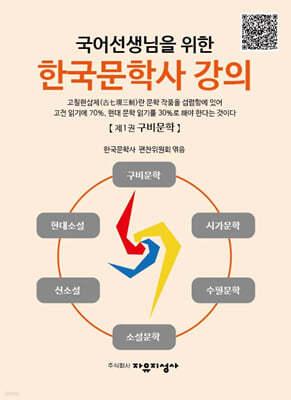 국어선생님을 위한
한국문학사 강의
고칠현삼제(古七現三制)란 문학 작품을 섭렵함에 있어
고전 읽기에 70%, 현대 문학 읽기를 30%로 해야 한다는 것이다
【 제1권 구비문학 】
한국문학사 편찬위원회 엮음
구비문학
현대소설
시가문학
신소설
수필문학
소설문학
주식회사 자유지성사